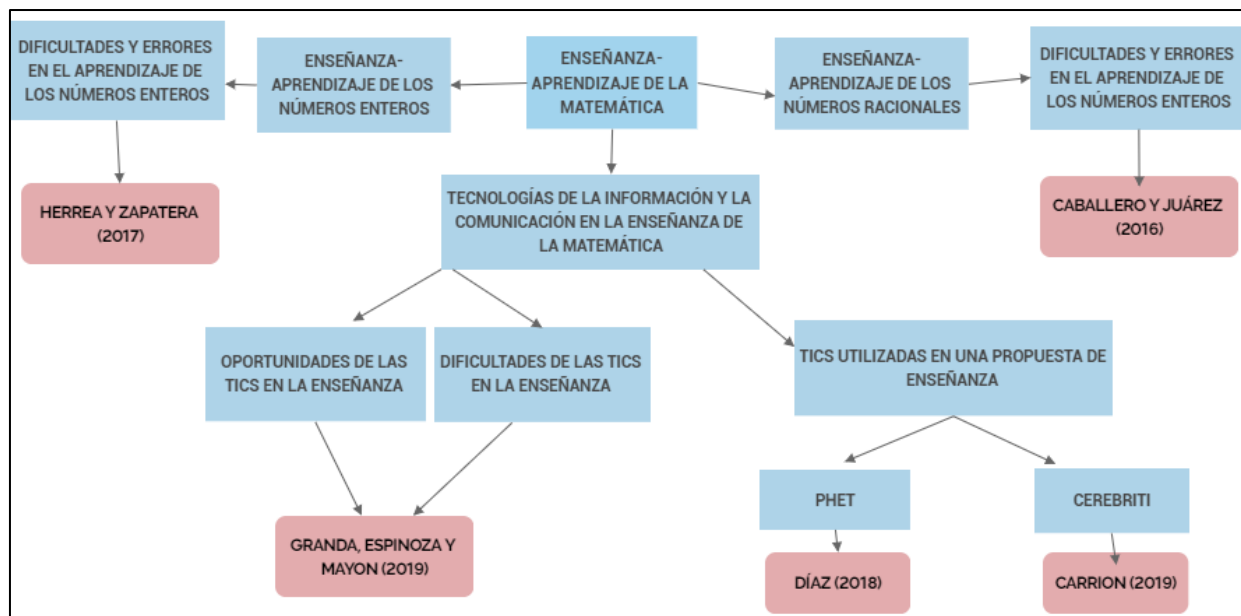 DIFICULTADES Y ERRORES
EN EL APRENDIZAJE DE
LOS NÚMEROS ENTEROS
ENSEÑANZA-
APRENDIZAJE DE LOS
NÚMEROS ENTEROS
ENSEÑANZA-
APRENDIZAJE DE LA
MATEMÁTICA
ENSEÑANZA-
APRENDIZAJE DE LOS
NÚMEROS RACIONALES
DIFICULTADES Y ERRORES
EN EL APRENDIZAJE DE
LOS NÚMEROS ENTEROS
HERREA Y ZAPATERA
(2017)
TECNOLOGÍAS DE LA INFORMACIÓN Y LA
COMUNICACIÓN EN LA ENSEÑANZA DE
LA MATEMÁTICA
CABALLERO Y JUÁREZ
(2016)
OPORTUNIDADES DE LAS
TICS EN LA ENSEÑANZA
DIFICULTADES DE LAS TICS
EN LA ENSEÑANZA
TICS UTILIZADAS EN UNA PROPUESTA DE
ENSEÑANZA
PHET
CEREBRITI
GRANDA, ESPINOZA Y
MAYON (2019)
DÍAZ (2018)
CARRION (2019)